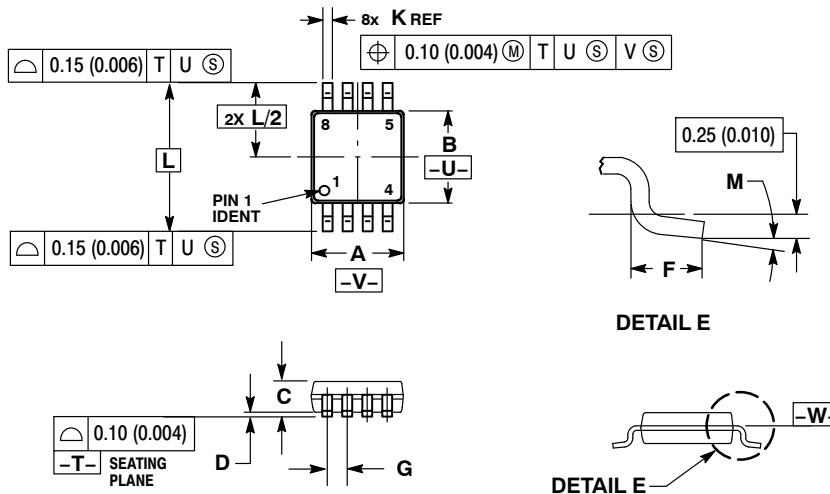 8x K REF
⌖ 0.10 (0.004) Ⓜ T U Ⓢ V Ⓢ
⌓ 0.15 (0.006) T U Ⓢ
2X L/2
L
8 5
B
–U–
PIN 1
IDENT
1 4
⌓ 0.15 (0.006) T U Ⓢ
A
–V–
0.25 (0.010)
M
F
DETAIL E
C
⌓ 0.10 (0.004)
–T– SEATING
PLANE
D
G
–W–
DETAIL E